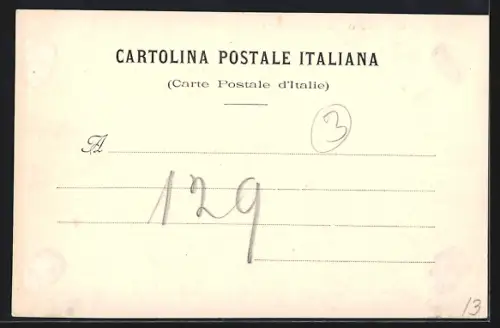 CARTOLINA POSTALE ITALIANA
(Carte Postale d'Italie)
3
A
129
13